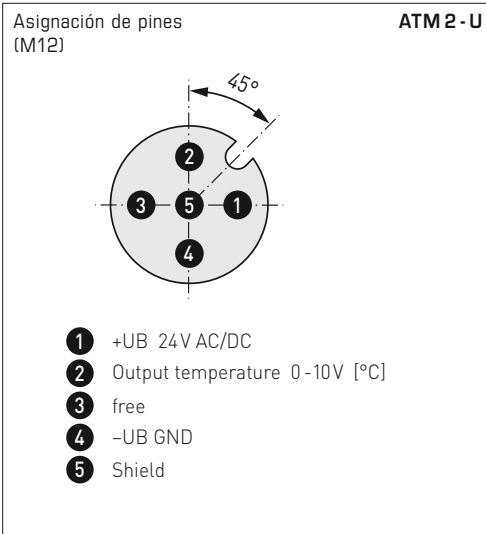 Asignación de pines ATM 2 - U
(M12)
45°
2
3 5 1
4
1 +UB 24 V AC/DC
2 Output temperature 0 - 10 V [°C]
3 free
4 –UB GND
5 Shield